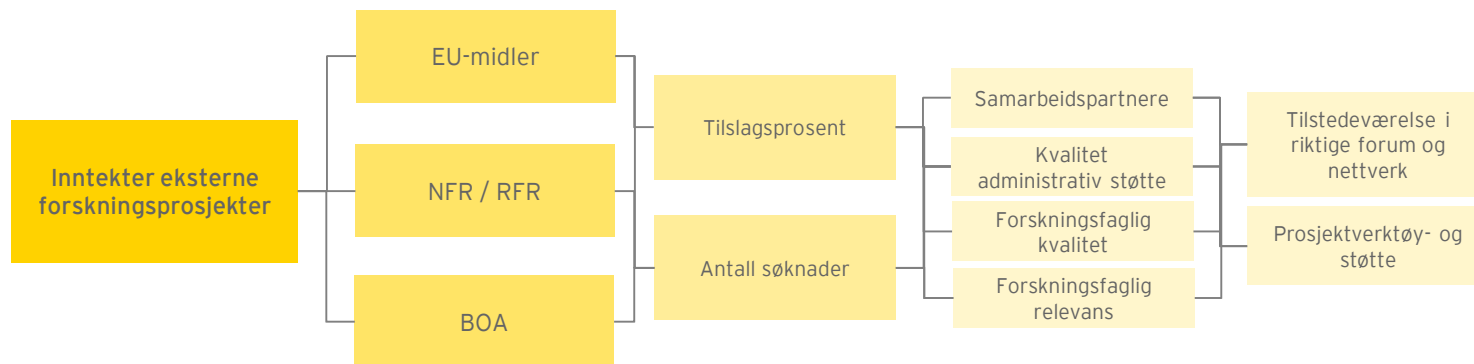 Inntekter eksterne
forskningsprosjekter
EU-midler
NFR / RFR
BOA
Tilslagsprosent
Antall søknader
Samarbeidspartnere
Kvalitet
administrativ støtte
Forskningsfaglig
kvalitet
Forskningsfaglig
relevans
Tilstedeværelse i
riktige forum og
nettverk
Prosjektverktøy- og
støtte